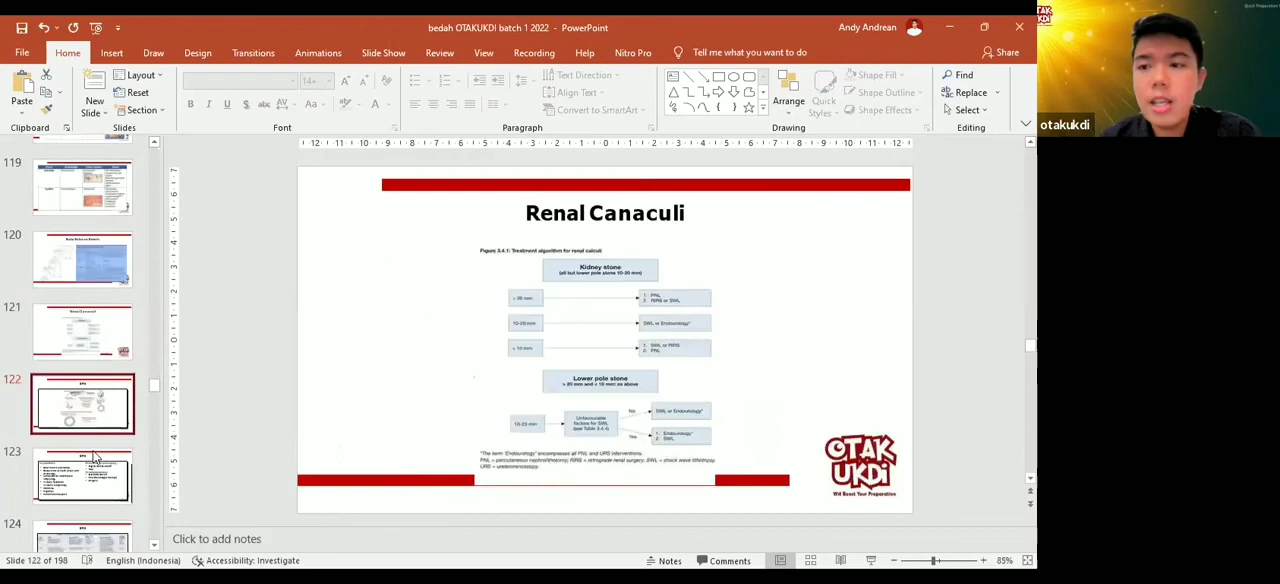 bedah OTAKUKDI batch 1 2022 - PowerPoint
Andy Andrean
File Home Insert Draw Design Transitions Animations Slide Show Review View Recording Help Nitro Pro Tell me what you want to do Share
Paste
Clipboard
New
Slide
Layout
Reset
Section
Slides
14+
Font
Text Direction
Align Text
Convert to SmartArt
Paragraph
Arrange
Quick
Styles
Shape Fill
Shape Outline
Shape Effects
Drawing
Find
Replace
Select
Editing
119
120
121
122
123
124
Renal Canaculi
Figure 3.4.1: Treatment algorithm for renal calculi
Kidney stone
(all but lower pole stone 10-20 mm)
> 20 mm
1. PNL
2. RIRS or SWL
10-20 mm
SWL or Endourology*
< 10 mm
1. SWL or RIRS
2. PNL
Lower pole stone
> 20 mm and < 10 mm: as above
10-20 mm
Unfavourable
factors for SWL
(see Table 3.4.4)
No
SWL or Endourology*
Yes
1. Endourology*
2. SWL
*The term 'Endourology' encompasses all PNL and URS interventions.
PNL = percutaneous nephrolithotomy; RIRS = retrograde renal surgery; SWL = shock wave lithotripsy;
URS = ureterorenoscopy.
OTAK
UKDI
Will Boost Your Preparation
Click to add notes
Slide 122 of 198 English (Indonesia) Accessibility: Investigate Notes Comments 85%
OTAK
UKDI
otakukdi